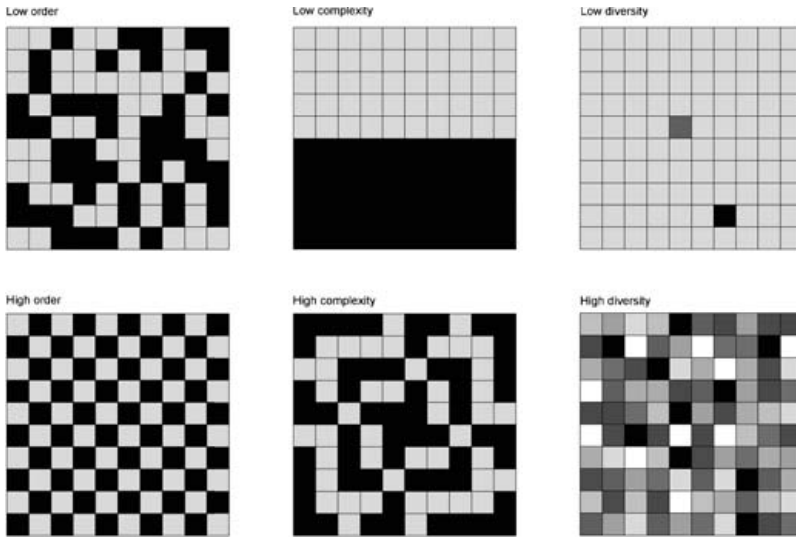 Low order
Low complexity
Low diversity
High order
High complexity
High diversity